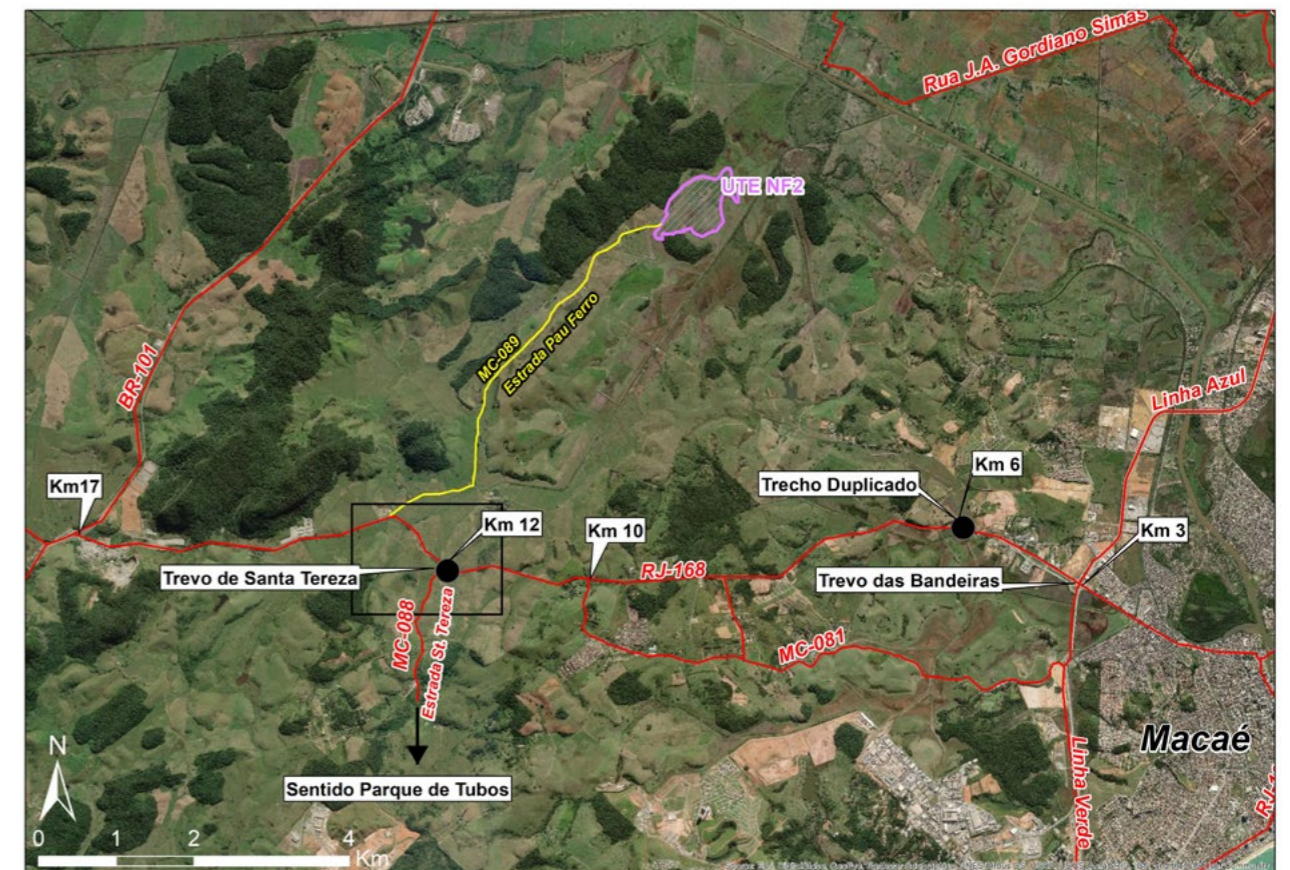 Rua J.A. Gordiano Simas
UTE NF2
BR-101
MC-089
Estrada Pau Ferro
Linha Azul
Km17
Km 6
Trecho Duplicado
Km 12
Km 10
Km 3
Trevo de Santa Tereza
RJ-168
Trevo das Bandeiras
MC-088
Estrada St. Tereza
MC-081
Macaé
Linha Verde
Sentido Parque de Tubos
N
0 1 2 4
Km